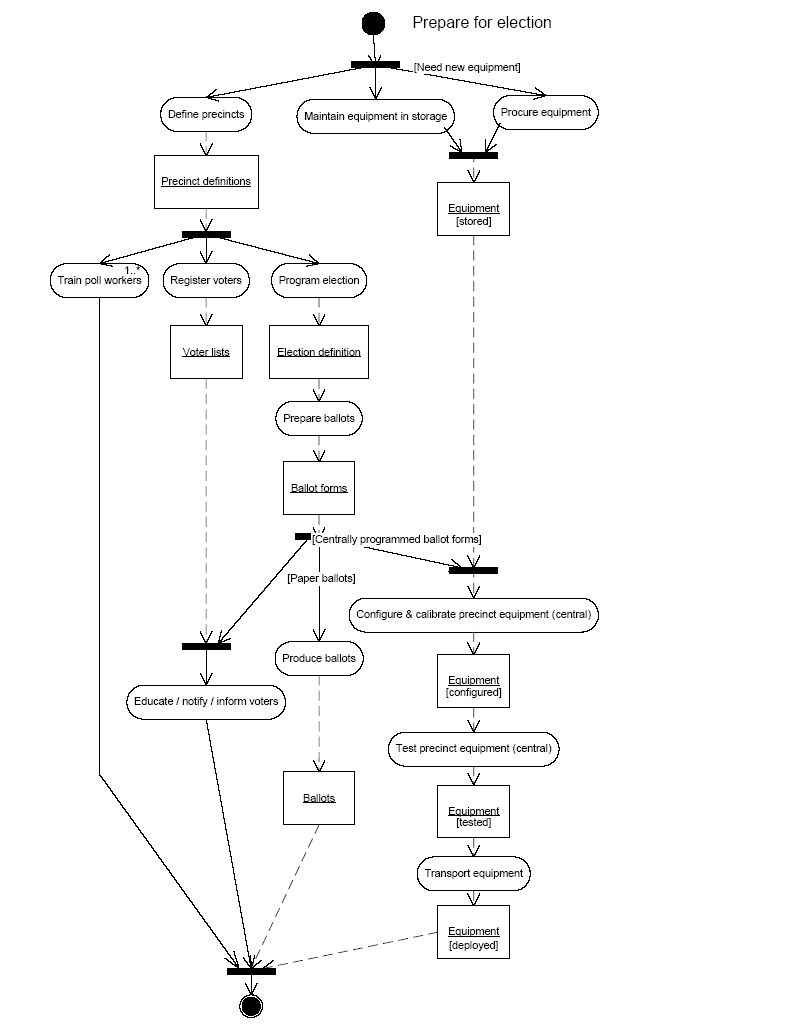 Prepare for election
[Need new equipment]
Define precincts
Maintain equipment in storage
Procure equipment
Precinct definitions
Equipment
[stored]
1..*
Train poll workers
Register voters
Program election
Voter lists
Election definition
Prepare ballots
Ballot forms
[Centrally programmed ballot forms]
[Paper ballots]
Configure & calibrate precinct equipment (central)
Produce ballots
Equipment
[configured]
Educate / notify / inform voters
Test precinct equipment (central)
Ballots
Equipment
[tested]
Transport equipment
Equipment
[deployed]